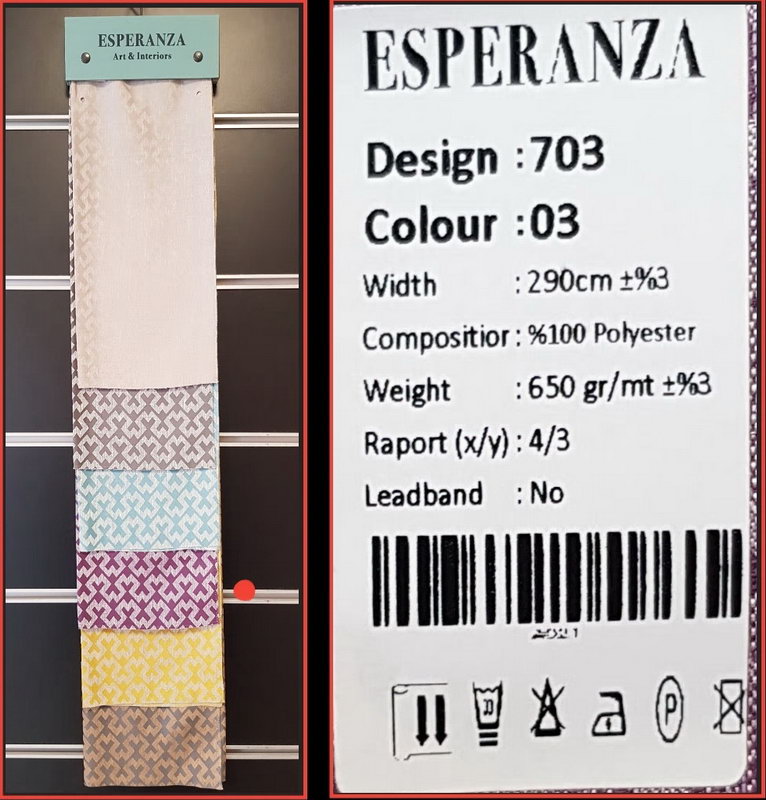 ESPERANZA
Art & Interiors
ESPERANZA
Design : 703
Colour : 03
Width : 290cm ±%3
Compositior : %100 Polyester
Weight : 650 gr/mt ±%3
Raport (x/y) : 4/3
Leadband : No
P